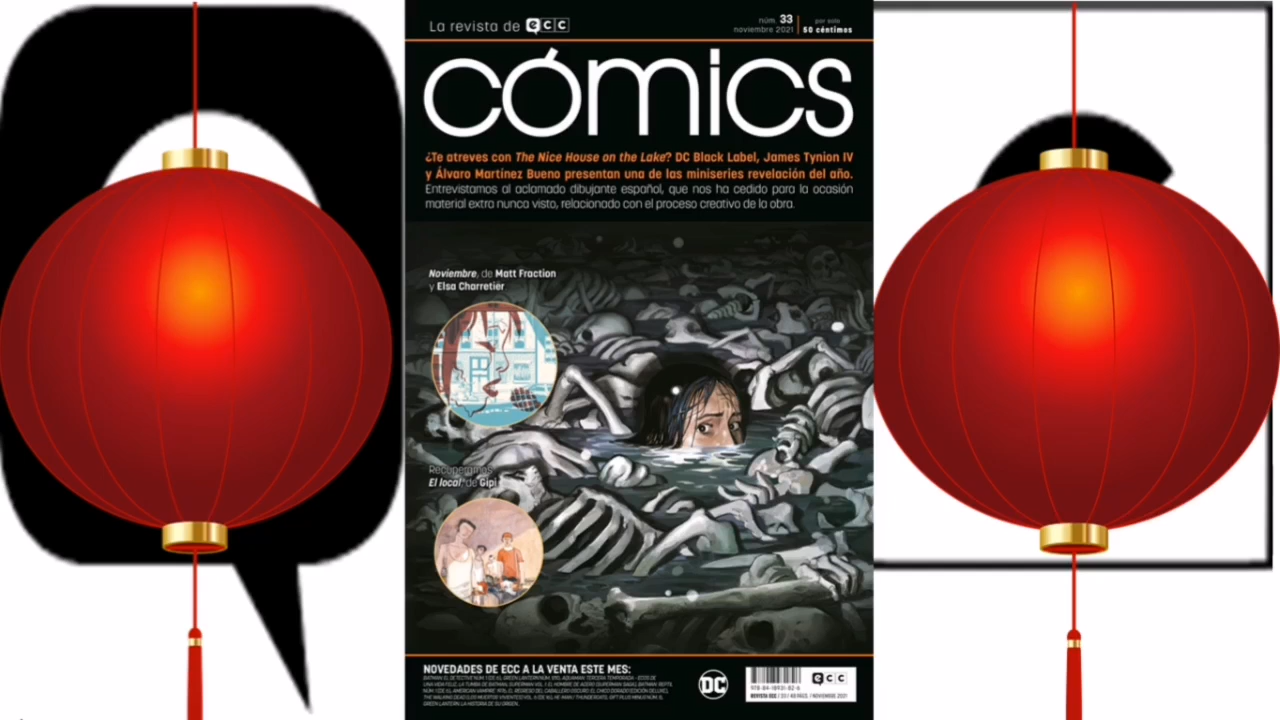 La revista de ecc
núm. 33
noviembre 2021
por solo
50 céntimos
cómics
¿Te atreves con The Nice House on the Lake? DC Black Label, James Tynion IV
y Álvaro Martínez Bueno presentan una de las miniseries revelación del año.
Entrevistamos al aclamado dibujante español, que nos ha cedido para la ocasión
material extra nunca visto, relacionado con el proceso creativo de la obra.
Noviembre, de Matt Fraction
y Elsa Charretier
Recuperamos
El local, de Gipi
NOVEDADES DE ECC A LA VENTA ESTE MES:
DC
ecc